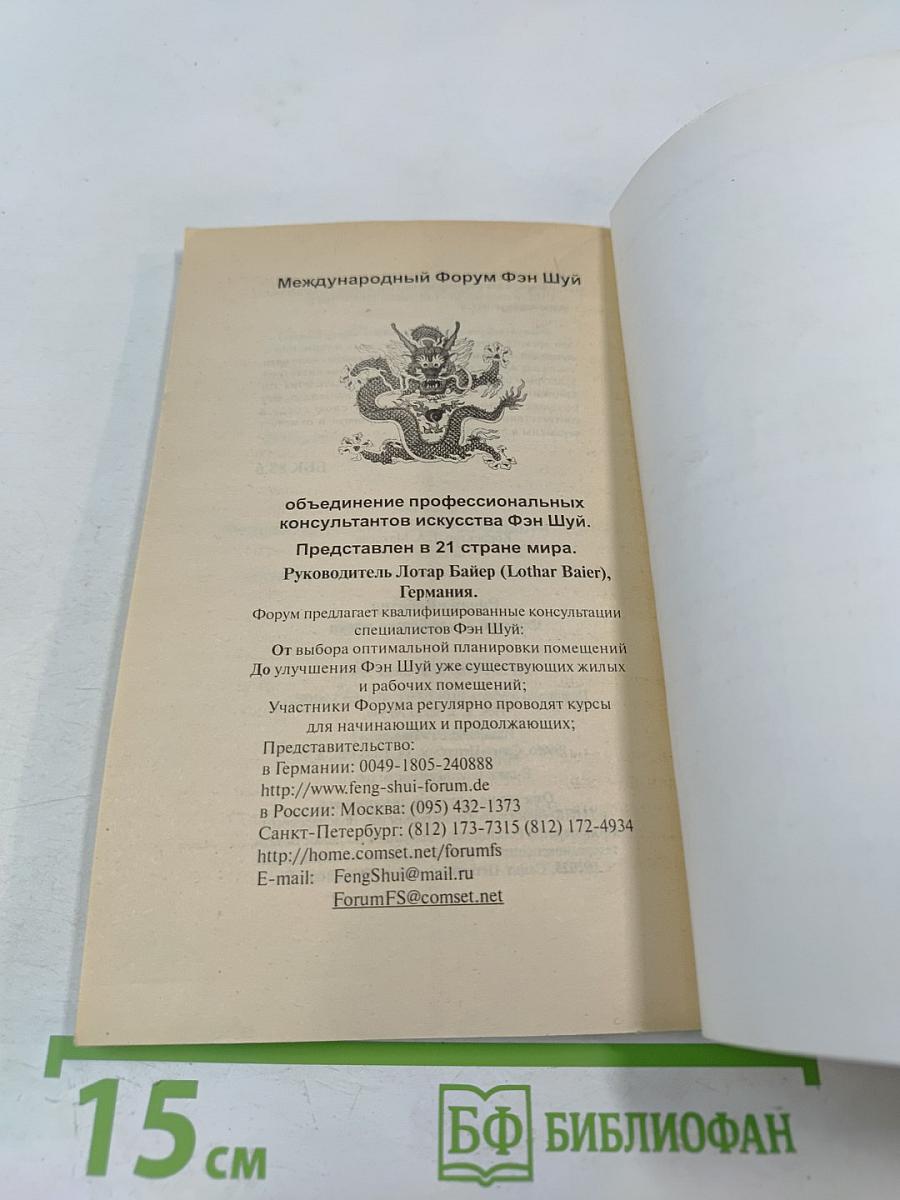 Международный Форум Фэн Шуй
объединение профессиональных
консультантов искусства Фэн Шуй.
Представлен в 21 стране мира.
Руководитель Лотар Байер (Lothar Baier),
Германия.
Форум предлагает квалифицированные консультации
специалистов Фэн Шуй:
От выбора оптимальной планировки помещений
До улучшения Фэн Шуй уже существующих жилых
и рабочих помещений;
Участники Форума регулярно проводят курсы
для начинающих и продолжающих;
Представительство:
в Германии: 0049-1805-240888
http://www.feng-shui-forum.de
в России: Москва: (095) 432-1373
Санкт-Петербург: (812) 173-7315 (812) 172-4934
http://home.comset.net/forumfs
E-mail: FengShui@mail.ru
ForumFS@comset.net
15 см
БФ БИБЛИОФАН